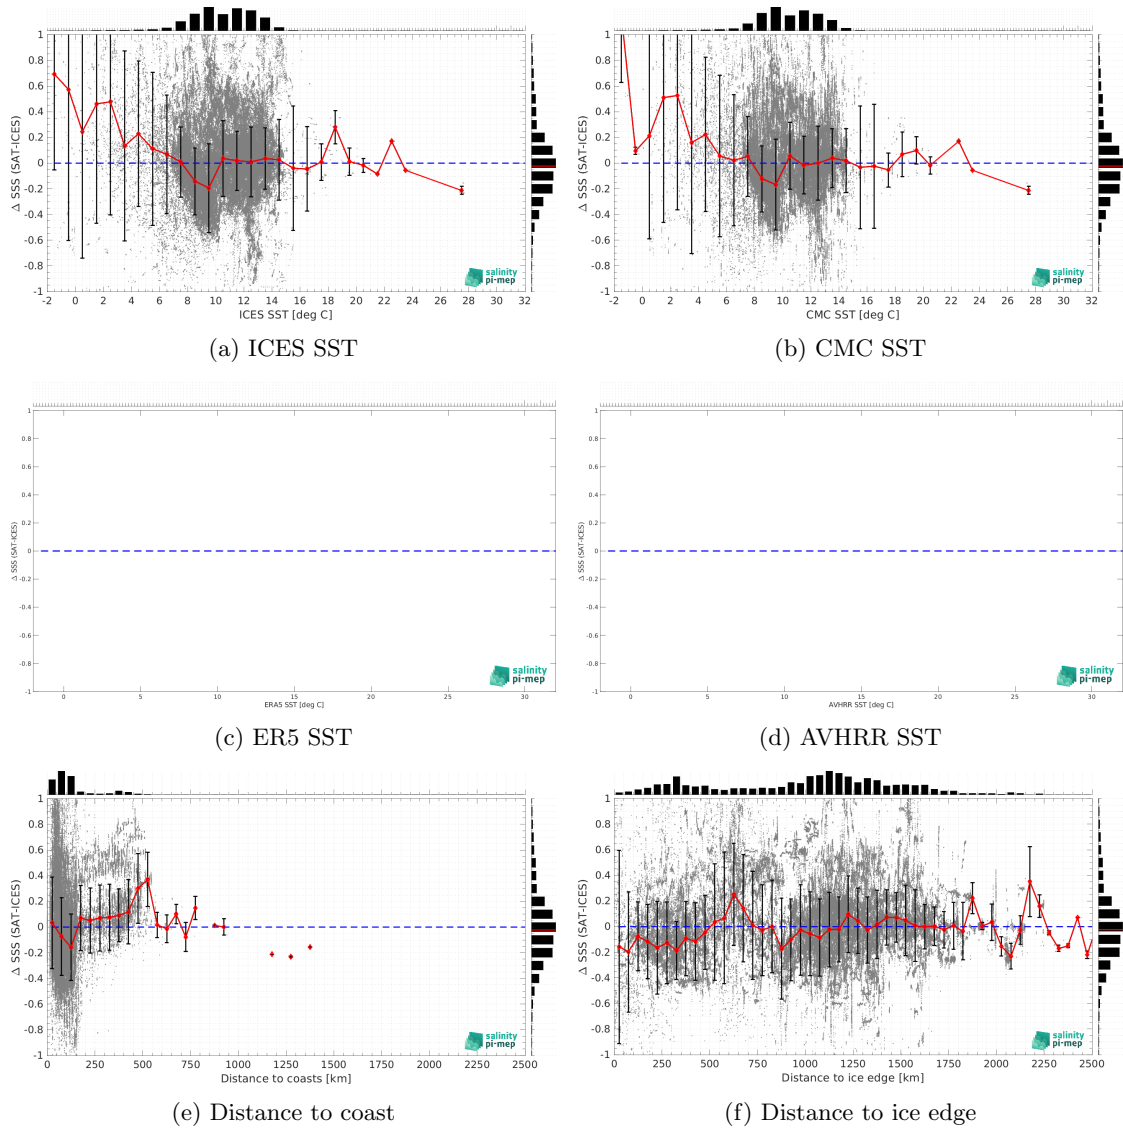 1
0.8
0.6
0.4
0.2
0
-0.2
-0.4
-0.6
-0.8
-1
Δ SSS (SAT-ICES)
-2 0 2 4 6 8 10 12 14 16 18 20 22 24 26 28 30 32
ICES SST [deg C]
salinity
pi-mep
(a) ICES SST
1
0.8
0.6
0.4
0.2
0
-0.2
-0.4
-0.6
-0.8
-1
Δ SSS (SAT-ICES)
-2 0 2 4 6 8 10 12 14 16 18 20 22 24 26 28 30 32
CMC SST [deg C]
salinity
pi-mep
(b) CMC SST
1
0.8
0.6
0.4
0.2
0
-0.2
-0.4
-0.6
-0.8
-1
Δ SSS (SAT-ICES)
0 5 10 15 20 25 30
ERA5 SST [deg C]
salinity
pi-mep
(c) ER5 SST
1
0.8
0.6
0.4
0.2
0
-0.2
-0.4
-0.6
-0.8
-1
Δ SSS (SAT-ICES)
0 5 10 15 20 25 30
AVHRR SST [deg C]
salinity
pi-mep
(d) AVHRR SST
1
0.8
0.6
0.4
0.2
0
-0.2
-0.4
-0.6
-0.8
-1
Δ SSS (SAT-ICES)
0 250 500 750 1000 1250 1500 1750 2000 2250 2500
Distance to coasts [km]
salinity
pi-mep
(e) Distance to coast
1
0.8
0.6
0.4
0.2
0
-0.2
-0.4
-0.6
-0.8
-1
Δ SSS (SAT-ICES)
0 250 500 750 1000 1250 1500 1750 2000 2250 2500
Distance to ice edge [km]
salinity
pi-mep
(f) Distance to ice edge